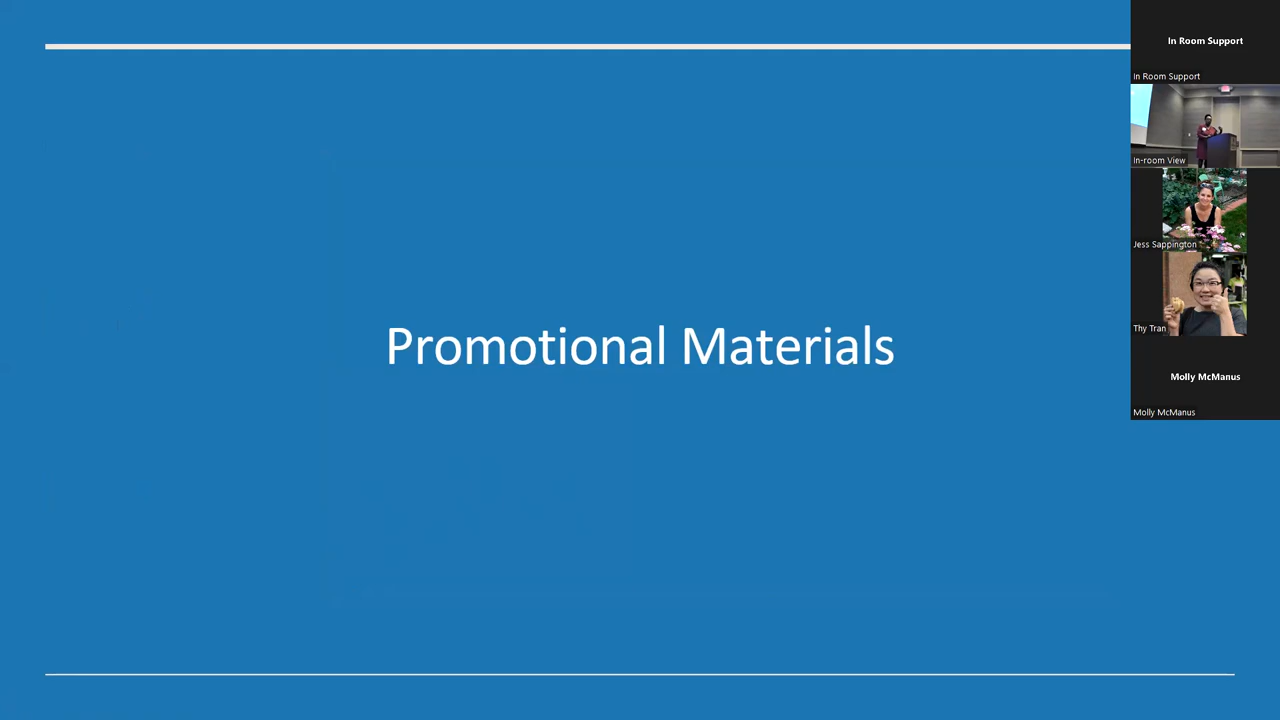 Promotional Materials
In Room Support
In Room Support
In-room View
Jess Sappington
Thy Tran
Molly McManus
Molly McManus